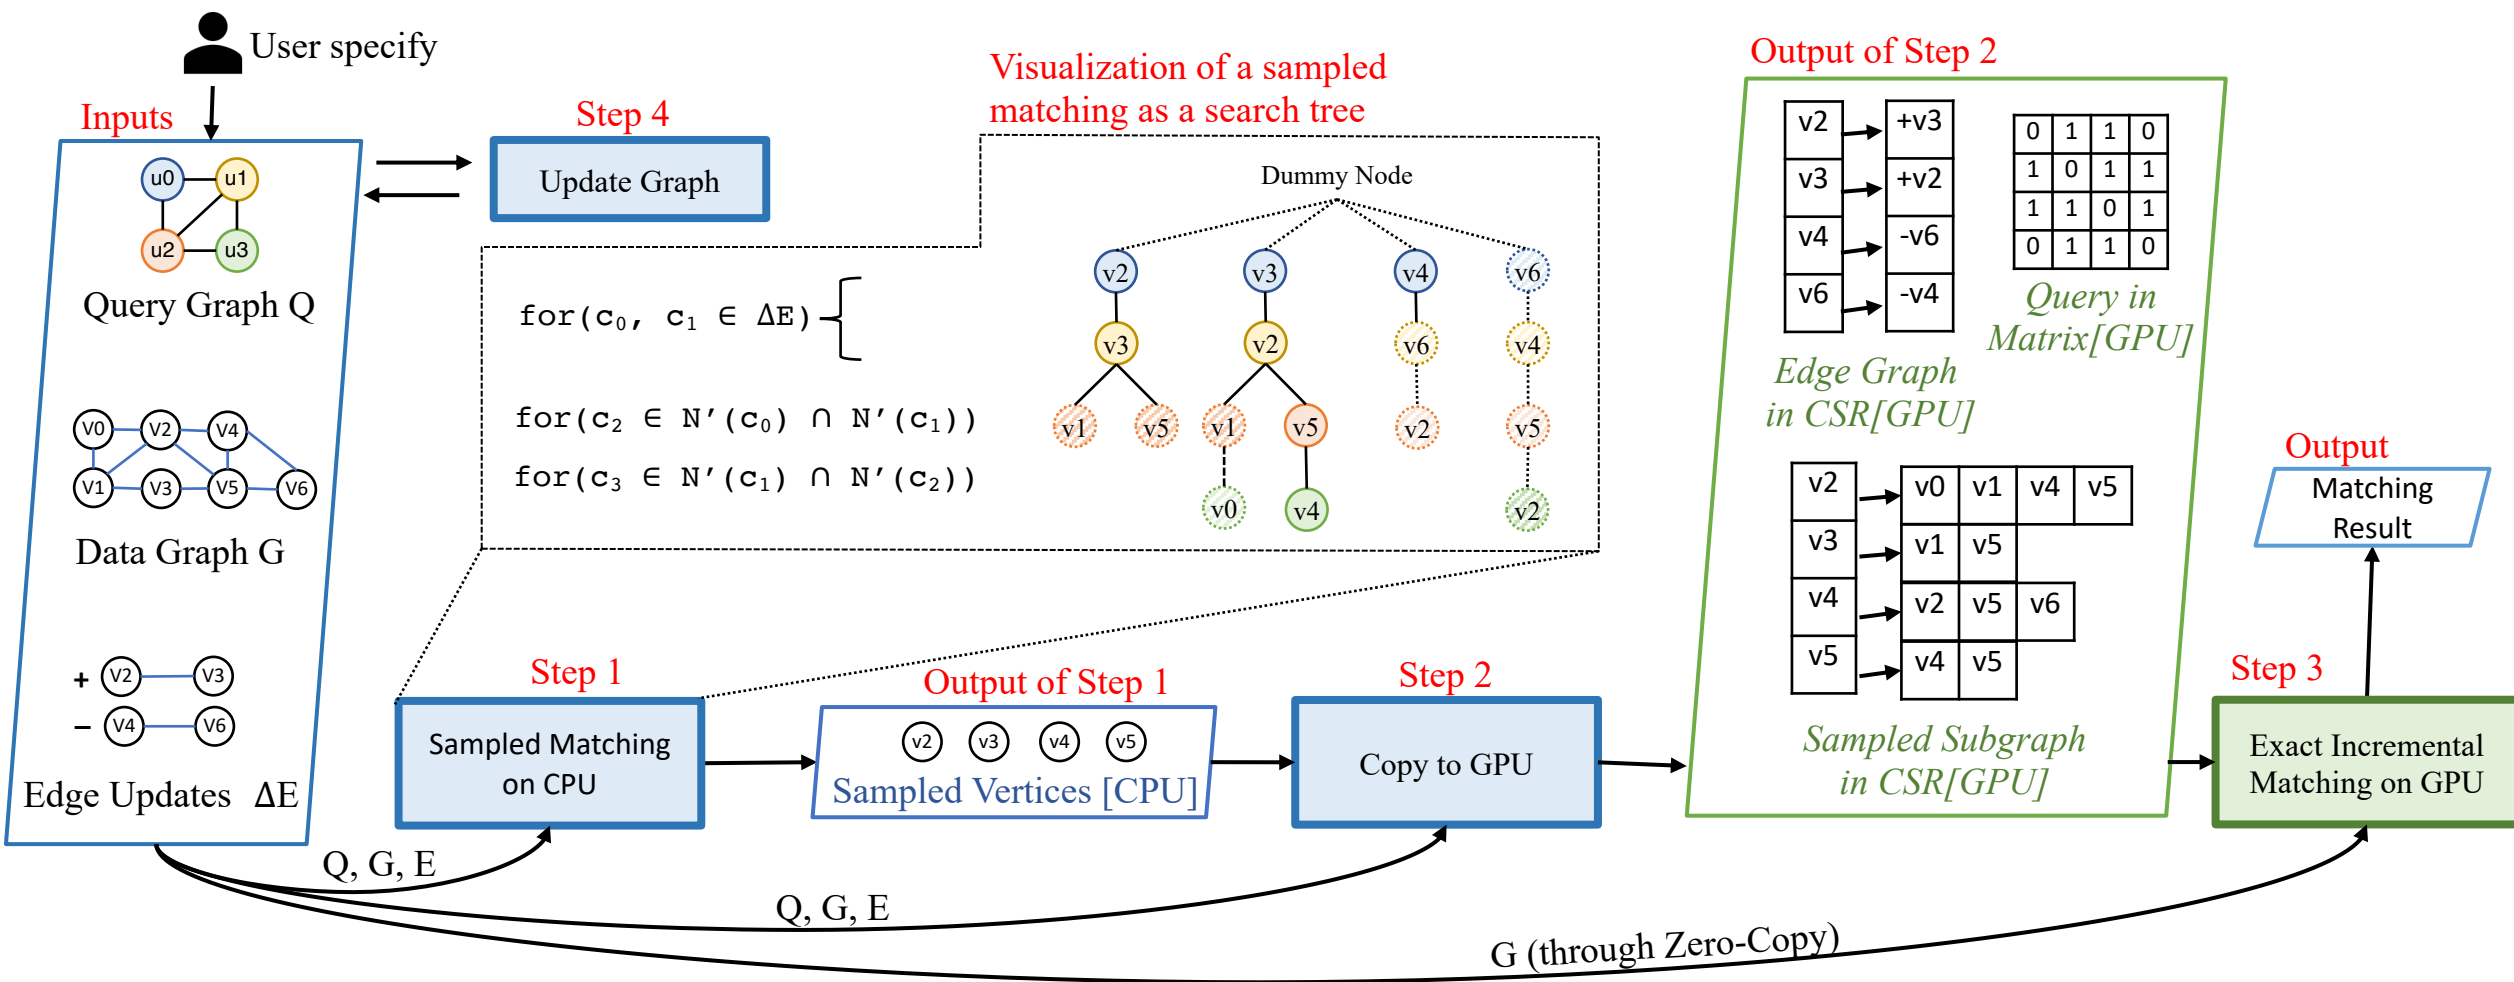 User specify
Inputs
u0 u1
u2 u3
Query Graph Q
V0 V2 V4
V1 V3 V5 V6
Data Graph G
+ V2 V3
− V4 V6
Edge Updates ΔE
Step 4
Update Graph
Visualization of a sampled
matching as a search tree
Dummy Node
for(c0, c1 ∈ ΔE)
for(c2 ∈ N′(c0) ∩ N′(c1))
for(c3 ∈ N′(c1) ∩ N′(c2))
v2 v3 v4 v6
v3 v2 v6 v4
v1 v5 v1 v5 v2 v5
v0 v4 v2
Step 1
Sampled Matching
on CPU
Output of Step 1
v2 v3 v4 v5
Sampled Vertices [CPU]
Step 2
Copy to GPU
Output of Step 2
v2 +v3
v3 +v2
v4 -v6
v6 -v4
Edge Graph
in CSR[GPU]
0 1 1 0
1 0 1 1
1 1 0 1
0 1 1 0
Query in
Matrix[GPU]
v2 v0 v1 v4 v5
v3 v1 v5
v4 v2 v5 v6
v5 v4 v5
Sampled Subgraph
in CSR[GPU]
Step 3
Exact Incremental
Matching on GPU
Output
Matching
Result
Q, G, E
Q, G, E
G (through Zero-Copy)